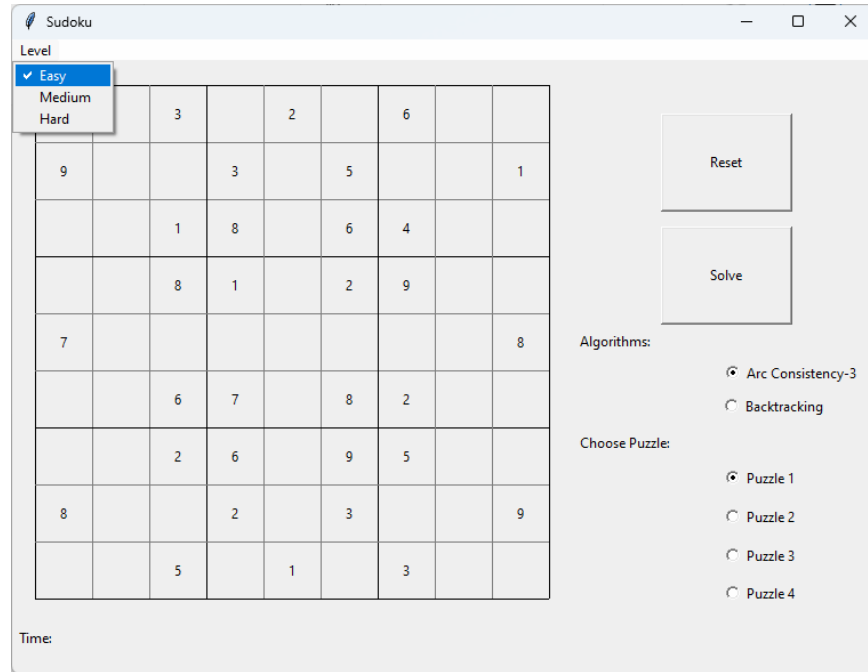 Sudoku
Level
Easy
Medium
Hard
3 2 6
9 3 5 1
1 8 6 4
8 1 2 9
7 8
6 7 8 2
2 6 9 5
8 2 3 9
5 1 3
Reset
Solve
Algorithms:
Arc Consistency-3
Backtracking
Choose Puzzle:
Puzzle 1
Puzzle 2
Puzzle 3
Puzzle 4
Time: